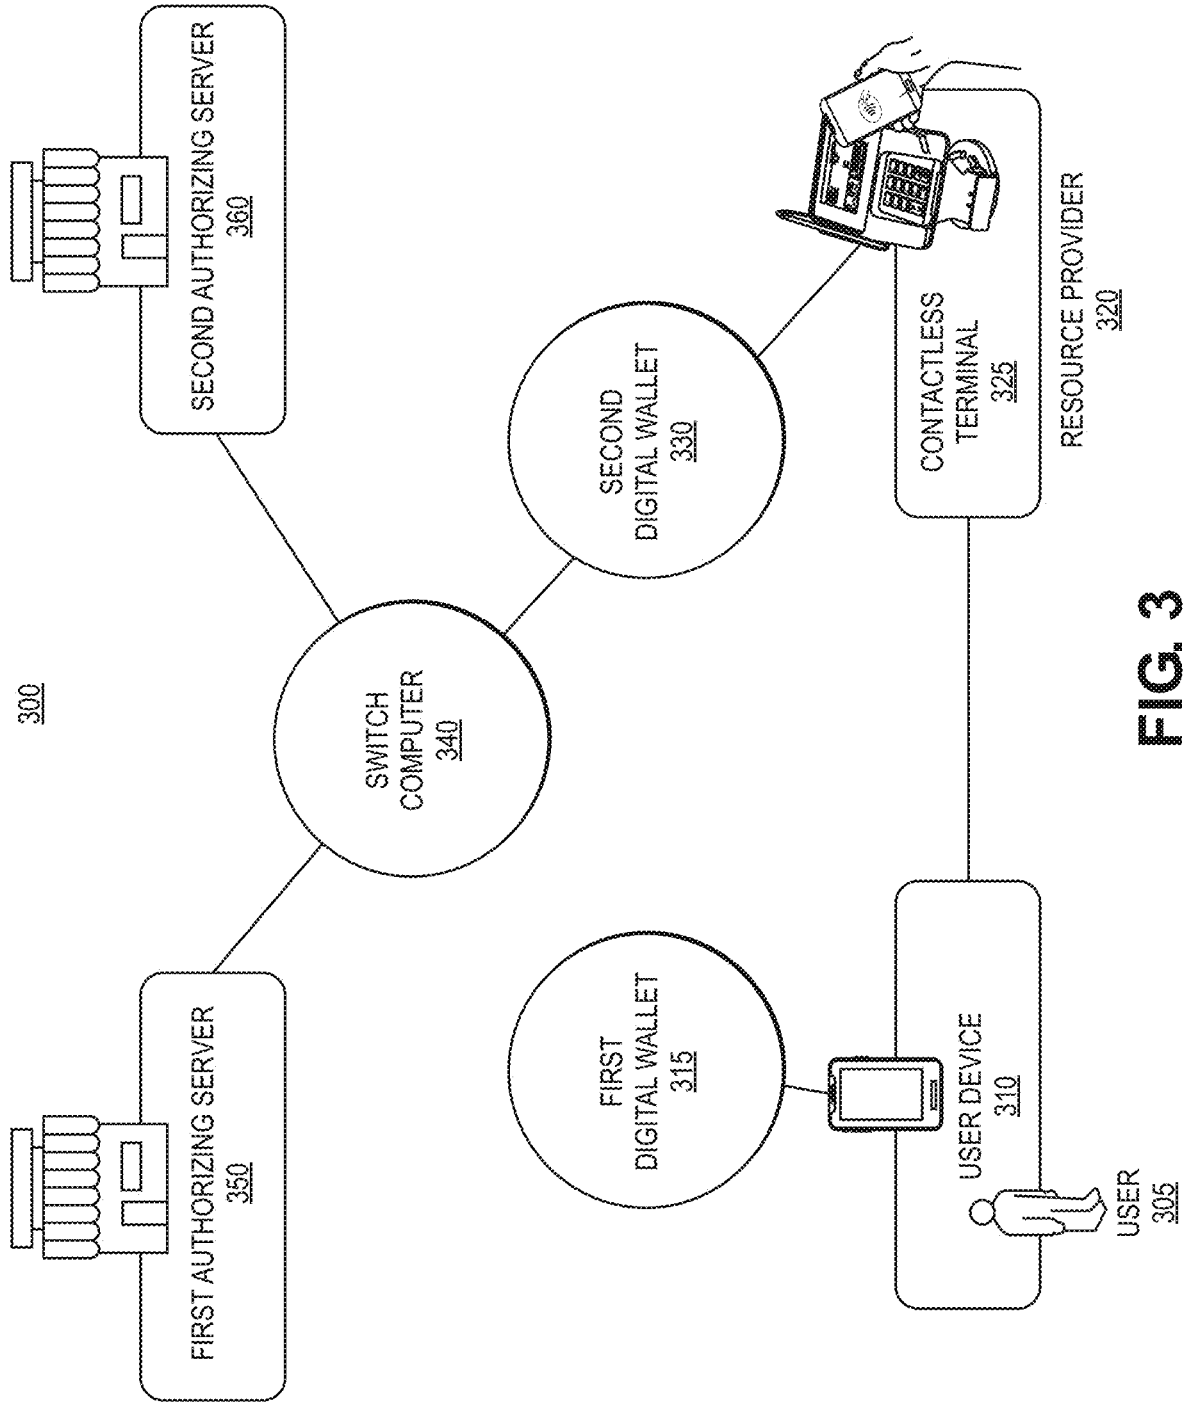 300
FIRST AUTHORIZING SERVER
350
SECOND AUTHORIZING SERVER
360
SWITCH
COMPUTER
340
FIRST
DIGITAL WALLET
315
SECOND
DIGITAL WALLET
330
USER DEVICE
310
CONTACTLESS
TERMINAL
325
USER
305
RESOURCE PROVIDER
320
FIG. 3